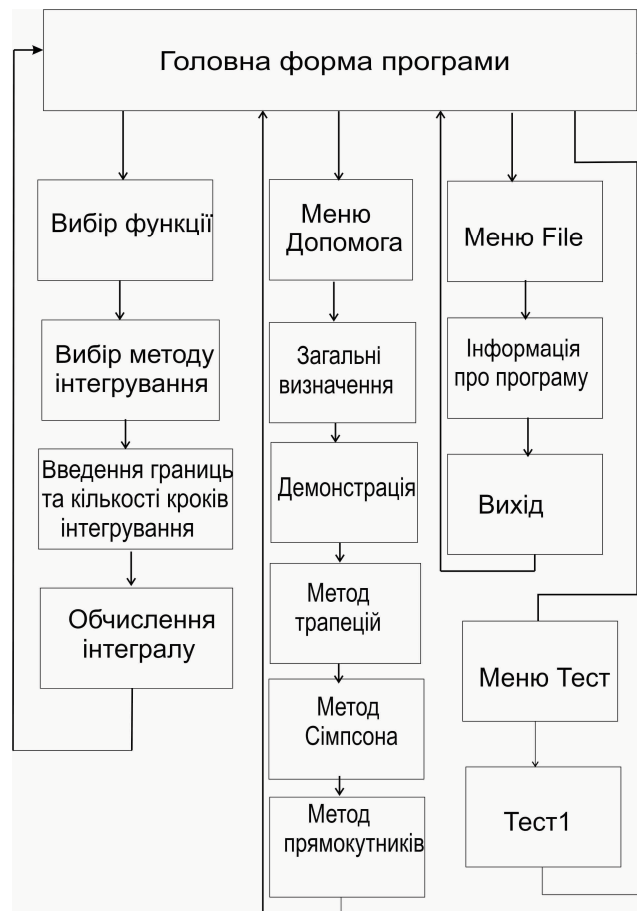 Головна форма програми
Вибір функції
Вибір методу
інтегрування
Введення границь
та кількості кроків
інтегрування
Обчислення
інтегралу
Меню
Допомога
Загальні
визначення
Демонстрація
Метод
трапецій
Метод
Сімпсона
Метод
прямокутників
Меню File
Інформація
про програму
Вихід
Меню Тест
Тест1